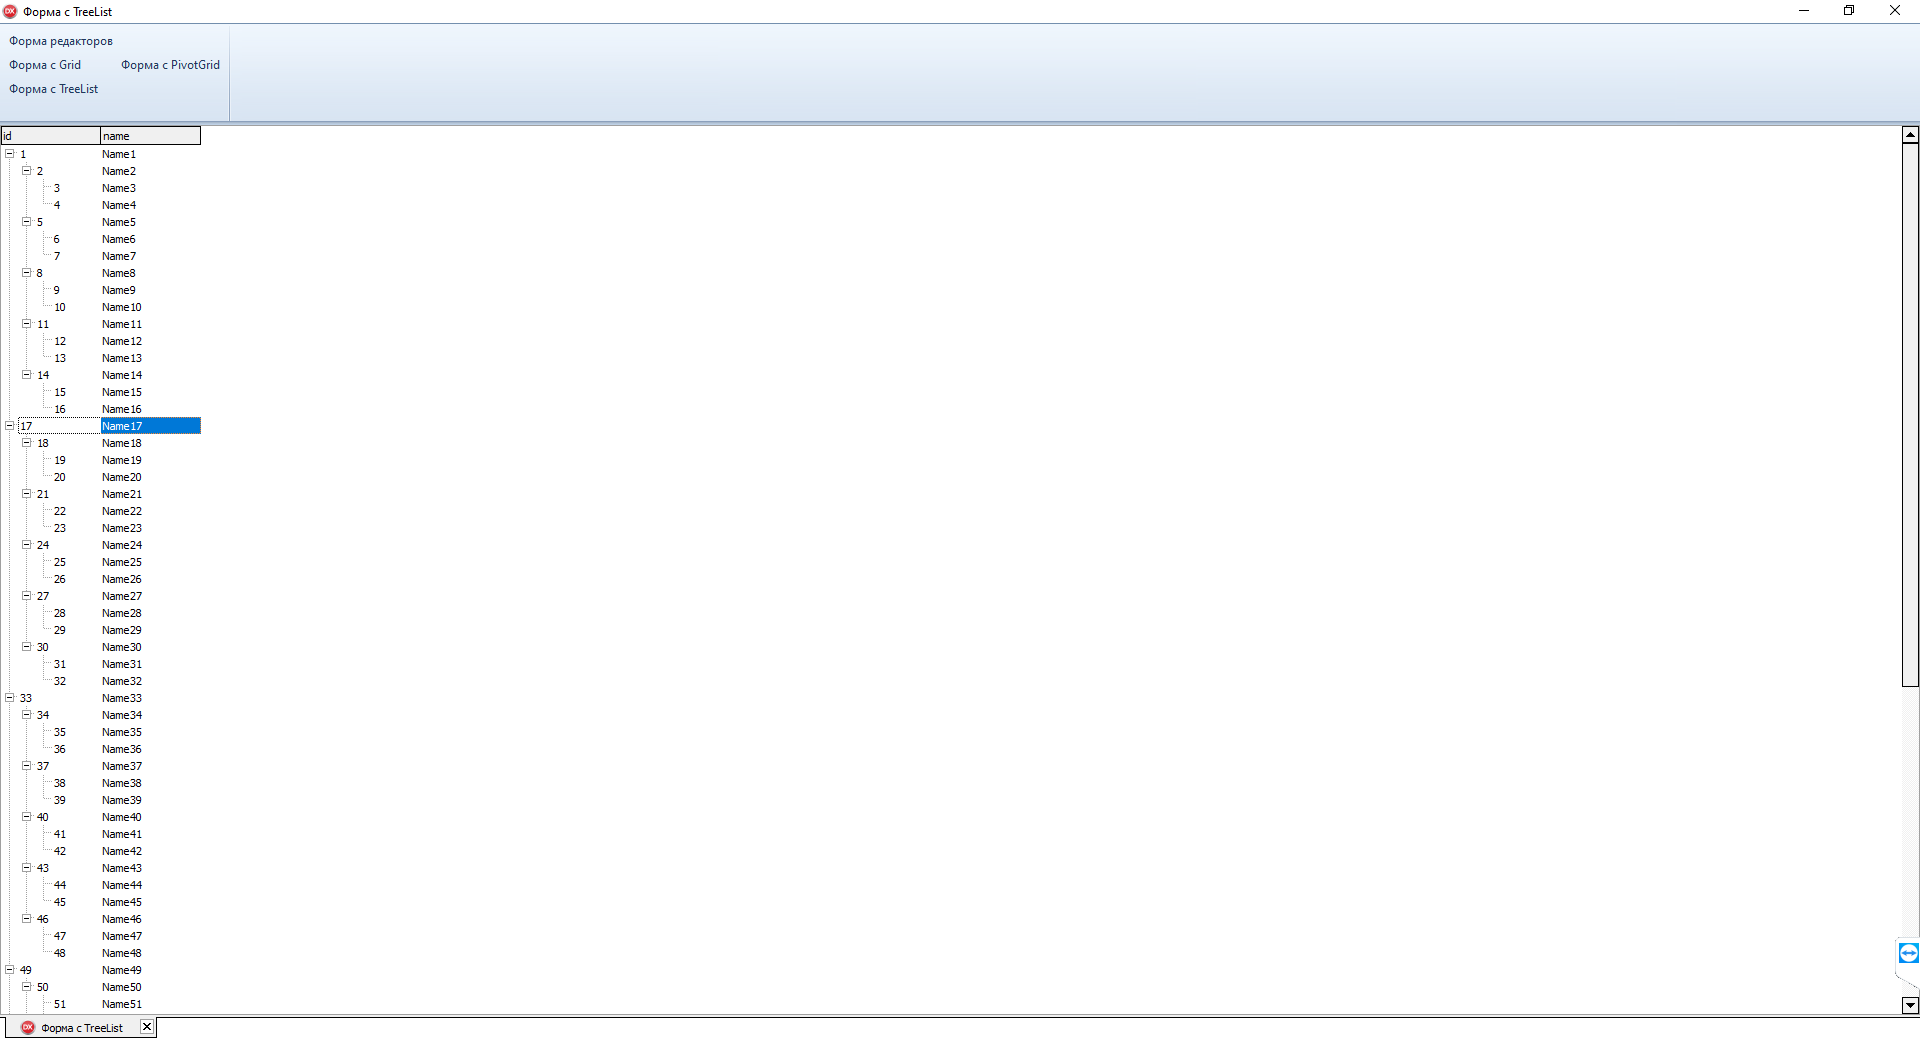 DX Форма с TreeList
Форма редакторов
Форма с Grid Форма с PivotGrid
Форма с TreeList
id name
1 Name1
2 Name2
3 Name3
4 Name4
5 Name5
6 Name6
7 Name7
8 Name8
9 Name9
10 Name10
11 Name11
12 Name12
13 Name13
14 Name14
15 Name15
16 Name16
17 Name17
18 Name18
19 Name19
20 Name20
21 Name21
22 Name22
23 Name23
24 Name24
25 Name25
26 Name26
27 Name27
28 Name28
29 Name29
30 Name30
31 Name31
32 Name32
33 Name33
34 Name34
35 Name35
36 Name36
37 Name37
38 Name38
39 Name39
40 Name40
41 Name41
42 Name42
43 Name43
44 Name44
45 Name45
46 Name46
47 Name47
48 Name48
49 Name49
50 Name50
51 Name51
DX Форма с TreeList